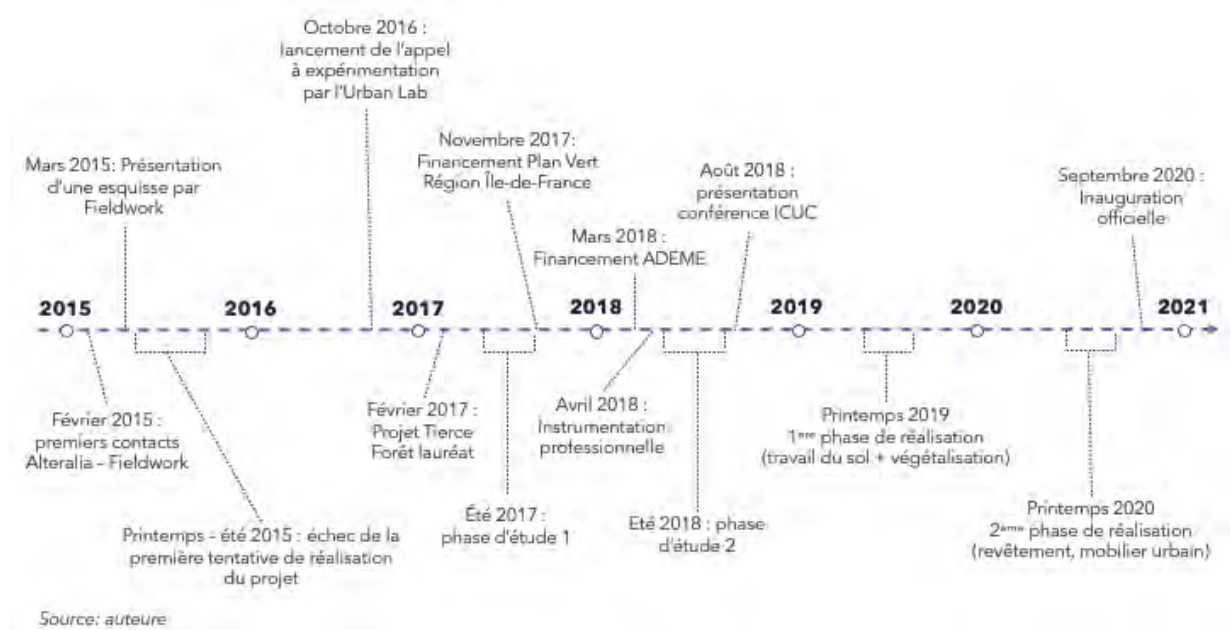 Octobre 2016 :
lancement de l'appel
à expérimentation
par l'Urban Lab
Novembre 2017:
Financement Plan Vert
Région Île-de-France
Mars 2015: Présentation
d'une esquisse par
Fieldwork
Août 2018 :
présentation
conférence ICUC
Septembre 2020 :
Inauguration
officielle
Mars 2018 :
Financement ADEME
2015
2016
2017
2018
2019
2020
2021
Février 2015 :
premiers contacts
Alteralia - Fieldwork
Février 2017 :
Projet Tierce
Forêt lauréat
Avril 2018 :
Instrumentation
professionnelle
Printemps 2019
1ère phase de réalisation
(travail du sol + végétalisation)
Printemps - été 2015 : échec de la
première tentative de réalisation
du projet
Été 2017 :
phase d'étude 1
Eté 2018 : phase
d'étude 2
Printemps 2020
2ème phase de réalisation
(revêtement, mobilier urbain)
Source: auteure